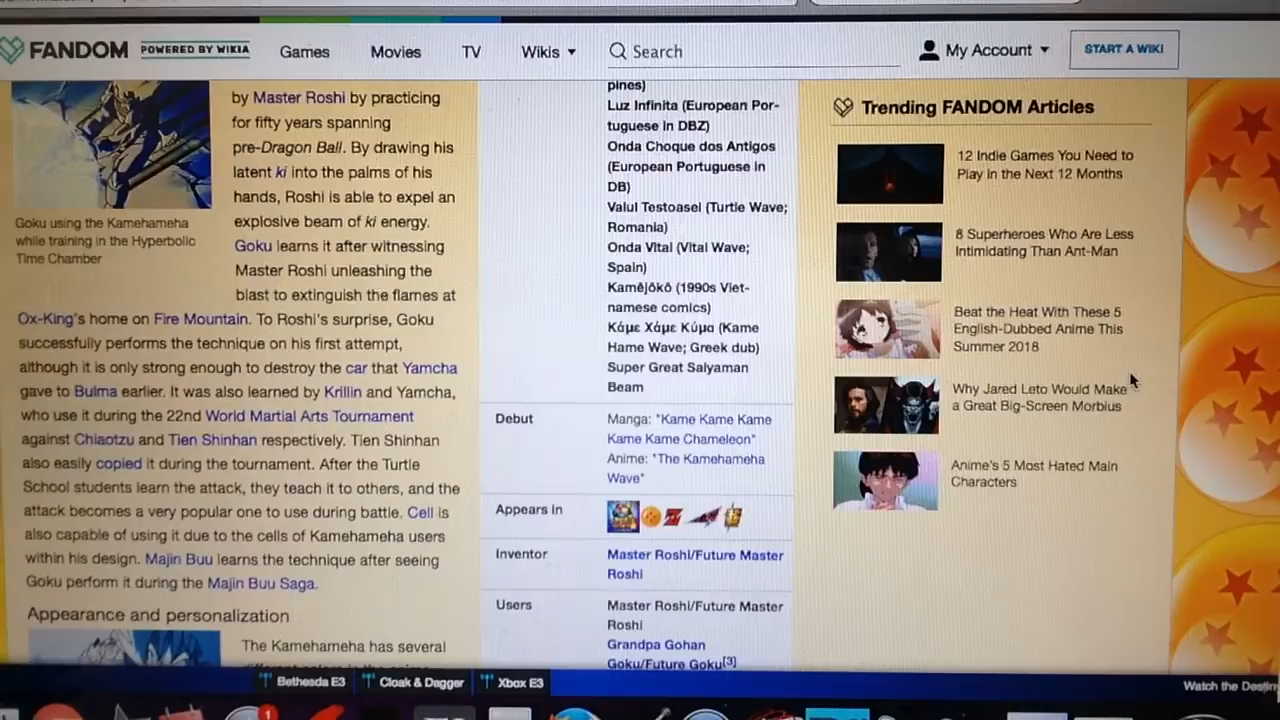 FANDOM
POWERED BY WIKIA
Games
Movies
TV
Wikis
Search
My Account
START A WIKI
Goku using the Kamehameha
while training in the Hyperbolic
Time Chamber
by Master Roshi by practicing
for fifty years spanning
pre-Dragon Ball. By drawing his
latent ki into the palms of his
hands, Roshi is able to expel an
explosive beam of ki energy.
Goku learns it after witnessing
Master Roshi unleashing the
blast to extinguish the flames at
Ox-King's home on Fire Mountain. To Roshi's surprise, Goku
successfully performs the technique on his first attempt,
although it is only strong enough to destroy the car that Yamcha
gave to Bulma earlier. It was also learned by Krillin and Yamcha,
who use it during the 22nd World Martial Arts Tournament
against Chiaotzu and Tien Shinhan respectively. Tien Shinhan
also easily copied it during the tournament. After the Turtle
School students learn the attack, they teach it to others, and the
attack becomes a very popular one to use during battle. Cell is
also capable of using it due to the cells of Kamehameha users
within his design. Majin Buu learns the technique after seeing
Goku perform it during the Majin Buu Saga.
Appearance and personalization
The Kamehameha has several
pines)
Luz Infinita (European Por-
tuguese in DBZ)
Onda Choque dos Antigos
(European Portuguese in
DB)
Valul Testoasei (Turtle Wave;
Romania)
Onda Vital (Vital Wave;
Spain)
Kamêjôkô (1990s Viet-
namese comics)
Κάμε Χάμε Κύμα (Kame
Hame Wave; Greek dub)
Super Great Saiyaman
Beam
Debut
Manga: "Kame Kame Kame
Kame Kame Chameleon"
Anime: "The Kamehameha
Wave"
Appears in
Inventor
Master Roshi/Future Master
Roshi
Users
Master Roshi/Future Master
Roshi
Grandpa Gohan
Goku/Future Goku[3]
Trending FANDOM Articles
12 Indie Games You Need to
Play in the Next 12 Months
8 Superheroes Who Are Less
Intimidating Than Ant-Man
Beat the Heat With These 5
English-Dubbed Anime This
Summer 2018
Why Jared Leto Would Make
a Great Big-Screen Morbius
Anime's 5 Most Hated Main
Characters
Bethesda E3
Cloak & Dagger
Xbox E3
Watch the
1